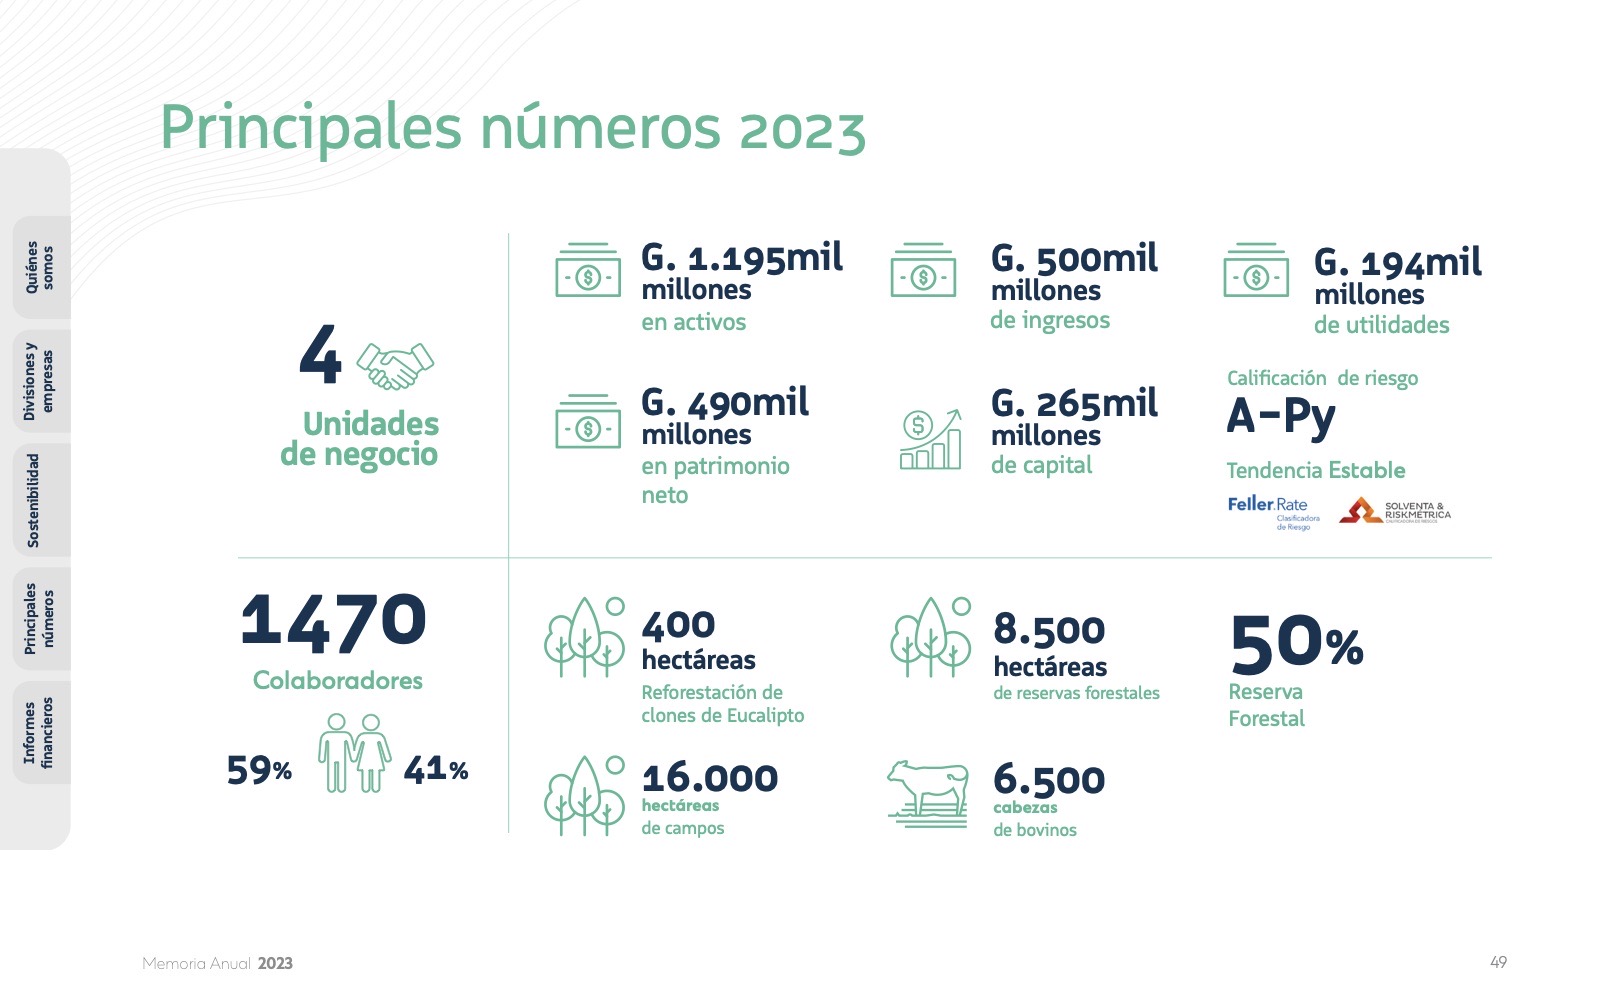 Principales números 2023
Quiénes
somos
Divisiones y
empresas
Sostenibilidad
Principales
números
Informes
financieros
4
Unidades
de negocio
G. 1.195mil
millones
en activos
G. 500mil
millones
de ingresos
G. 194mil
millones
de utilidades
G. 490mil
millones
en patrimonio
neto
G. 265mil
millones
de capital
Calificación de riesgo
A-Py
Tendencia Estable
Feller.Rate
Clasificadora
de Riesgo
SOLVENTA &
RISKMÉTRICA
CALIFICADORA DE RIESGOS
1470
Colaboradores
59%
41%
400
hectáreas
Reforestación de
clones de Eucalipto
8.500
hectáreas
de reservas forestales
50%
Reserva
Forestal
16.000
hectáreas
de campos
6.500
cabezas
de bovinos
Memoria Anual 2023
49